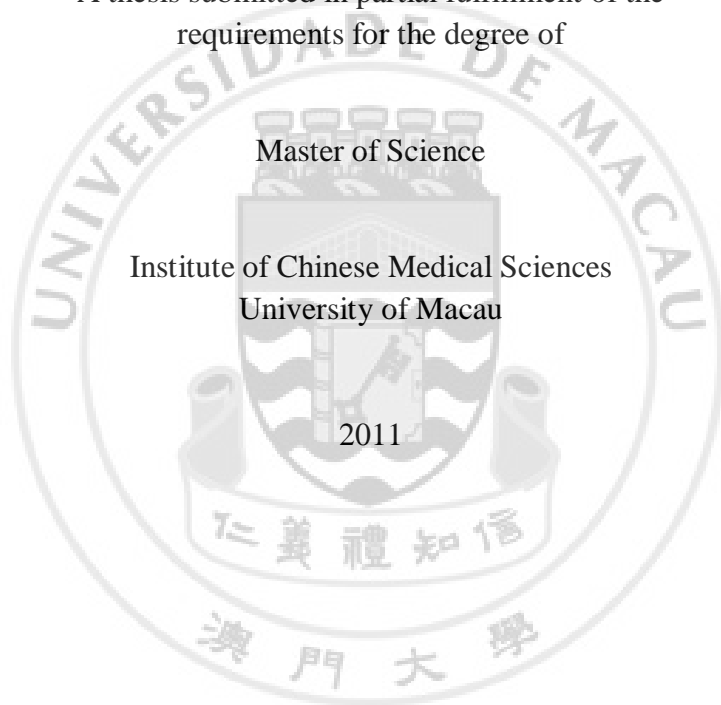 A thesis submitted in partial fulfillment of the
requirements for the degree of
Master of Science
Institute of Chinese Medical Sciences
University of Macau
2011
UNIVERSIDADE DE MACAU
仁義禮知信
澳門大學